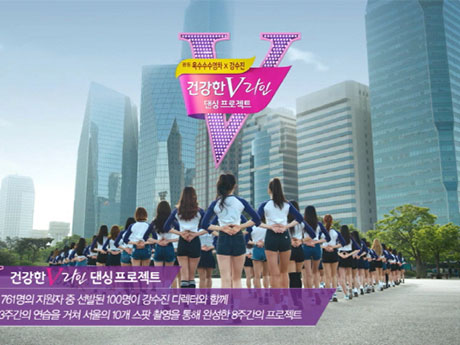 광동 옥수수수염차 X 강수진
건강한 V라인
댄싱 프로젝트
건강한 V라인 댄싱 프로젝트
761명의 지원자 중 선발된 100명이 강수진 디렉터와 함께
3주간의 연습을 거쳐 서울의 10개 스팟 촬영을 통해 완성한 8주간의 프로젝트